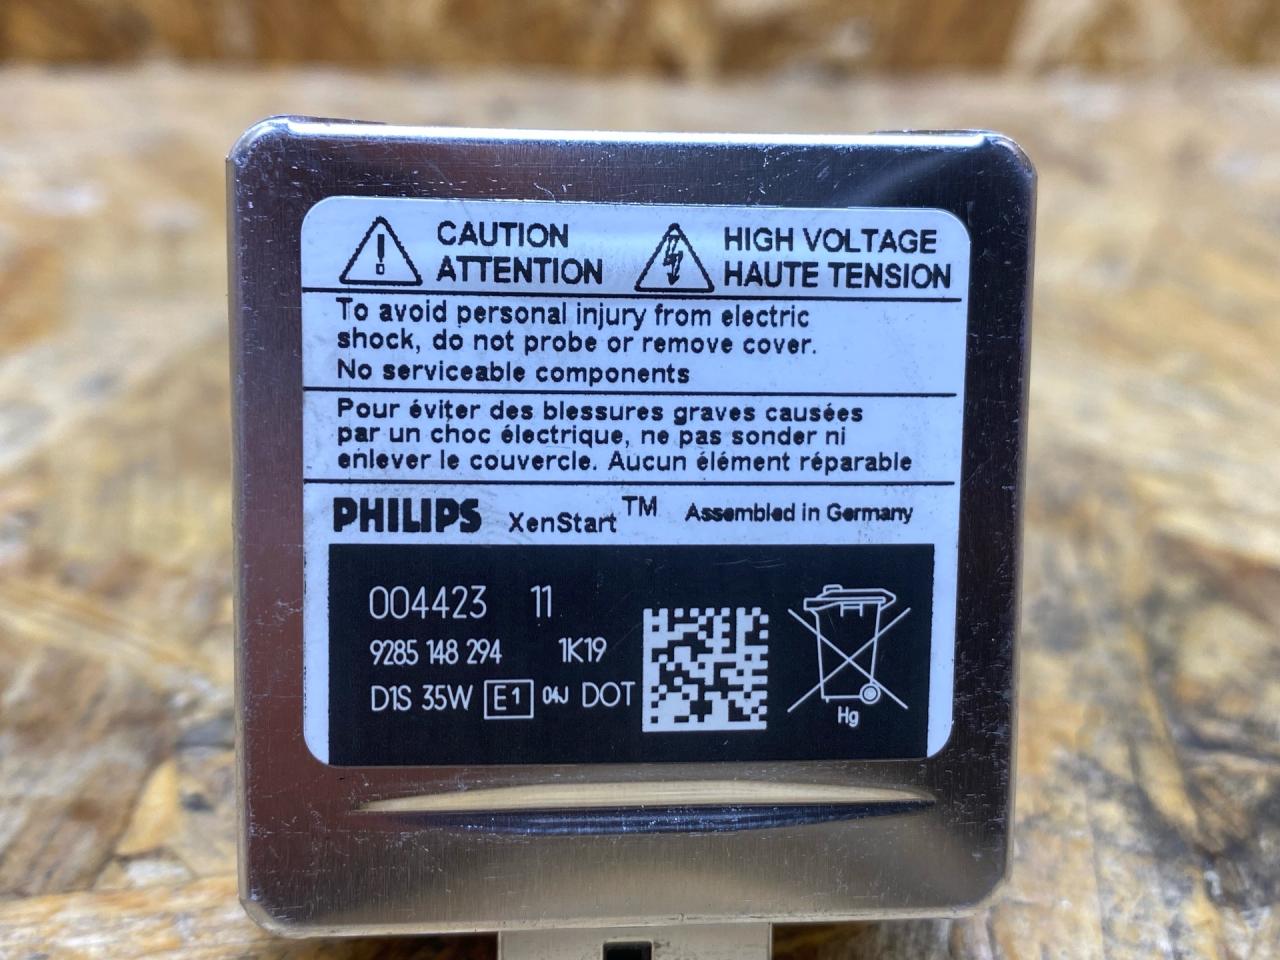 CAUTION
ATTENTION
HIGH VOLTAGE
HAUTE TENSION
To avoid personal injury from electric
shock, do not probe or remove cover.
No serviceable components
Pour éviter des blessures graves causées
par un choc électrique, ne pas sonder ni
enlever le couvercle. Aucun élément réparable
PHILIPS XenStart™ Assembled in Germany
004423 11
9285 148 294 1K19
D1S 35W E1 04J DOT
Hg